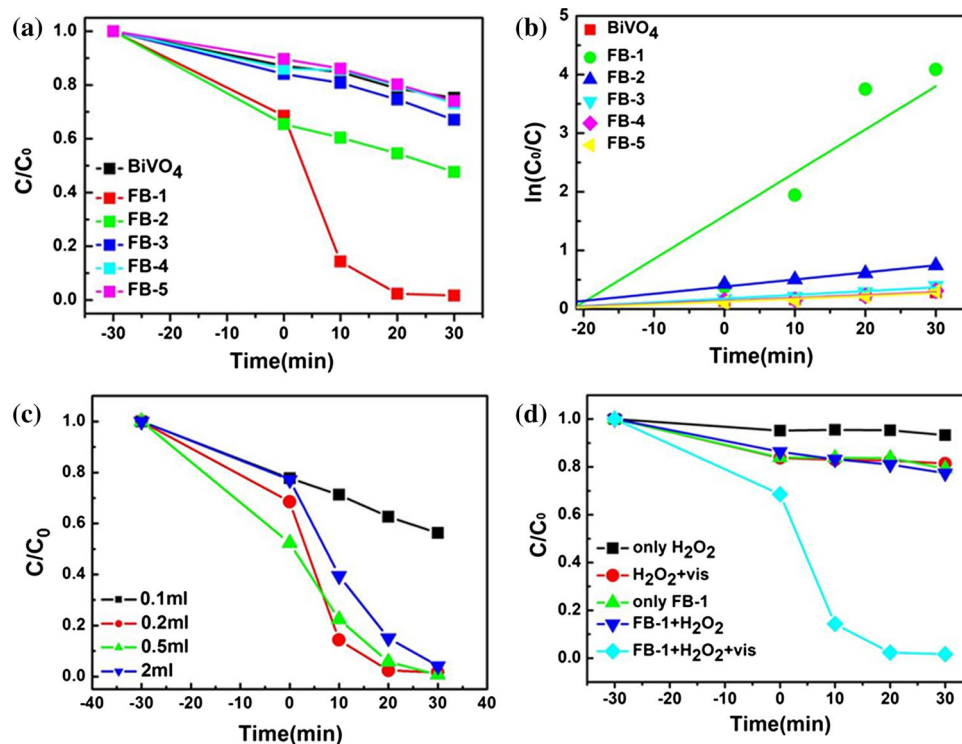 (a)
C/C₀
1.0
0.8
0.6
0.4
0.2
0.0
BiVO₄
FB-1
FB-2
FB-3
FB-4
FB-5
-30 -20 -10 0 10 20 30
Time(min)
(b)
ln(C₀/C)
5
4
3
2
1
0
BiVO₄
FB-1
FB-2
FB-3
FB-4
FB-5
-20 -10 0 10 20 30
Time(min)
(c)
C/C₀
1.0
0.8
0.6
0.4
0.2
0.0
0.1ml
0.2ml
0.5ml
2ml
-40 -30 -20 -10 0 10 20 30 40
Time(min)
(d)
C/C₀
1.0
0.8
0.6
0.4
0.2
0.0
only H₂O₂
H₂O₂+vis
only FB-1
FB-1+H₂O₂
FB-1+H₂O₂+vis
-30 -20 -10 0 10 20 30
Time(min)